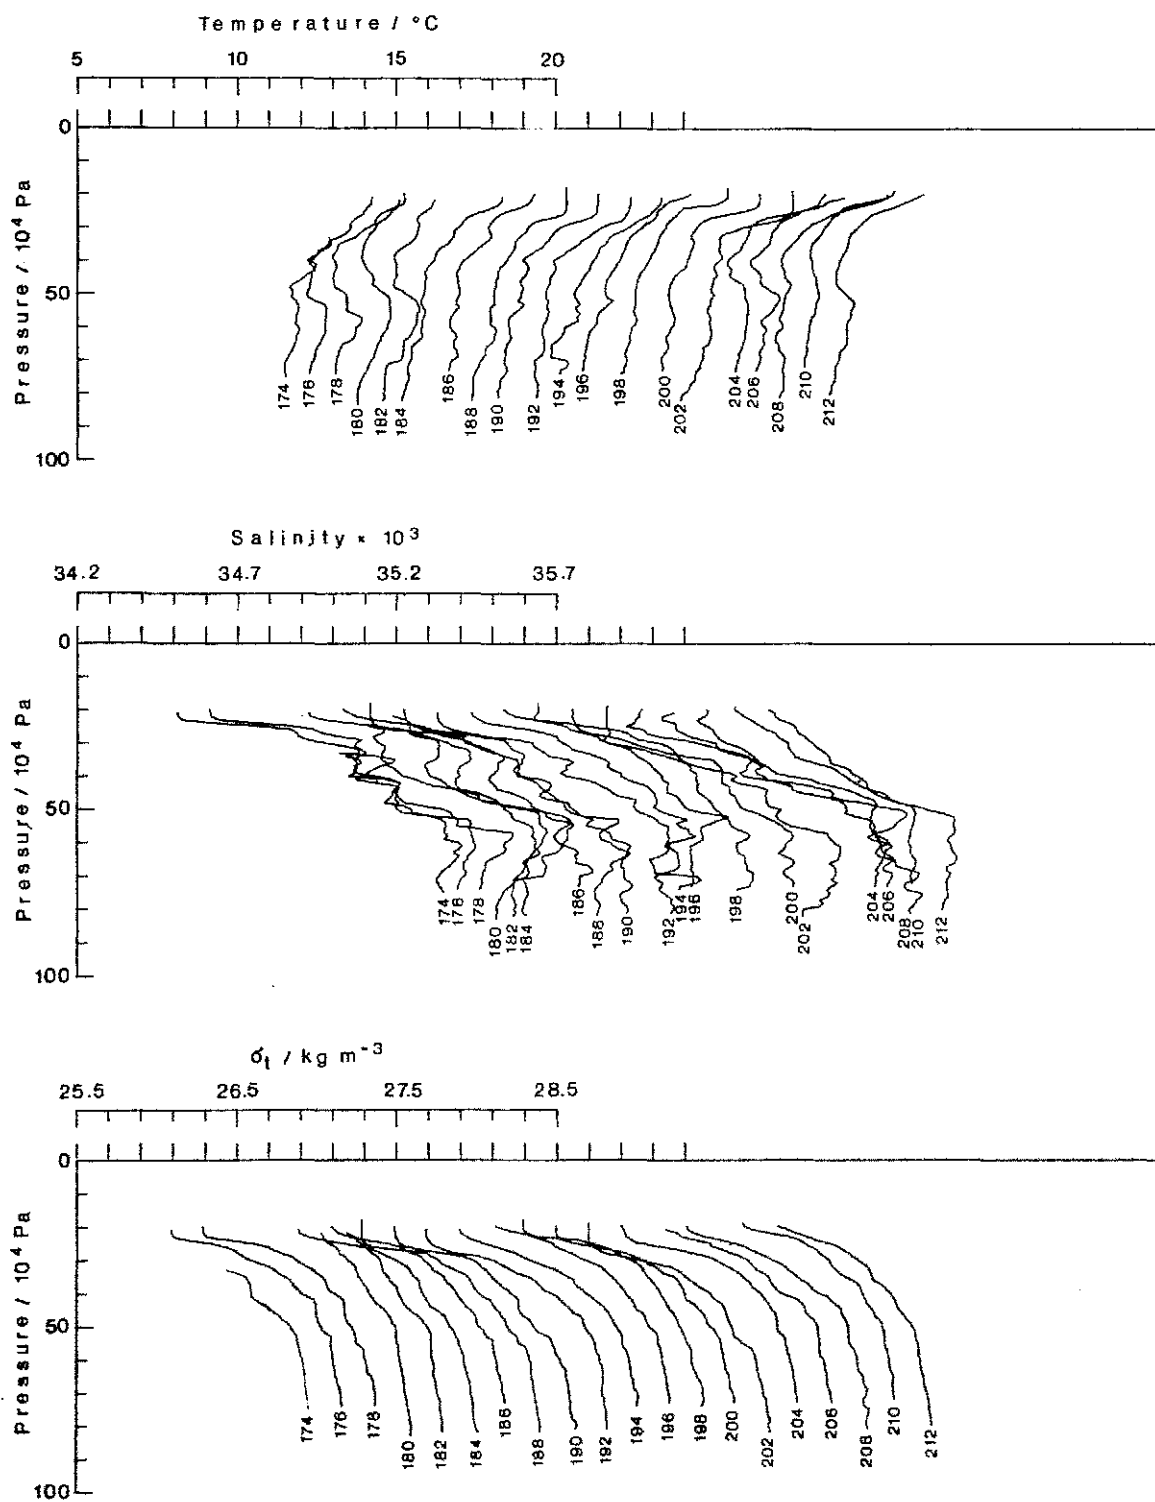 Temperature / °C
5 10 15 20
0
50
100
Pressure / 10⁴ Pa
174 176 178 180 182 184 186 188 190 192 194 196 198 200 202 204 206 208 210 212
Salinity × 10³
34.2 34.7 35.2 35.7
0
50
100
Pressure / 10⁴ Pa
174 176 178 180 182 184 186 188 190 192 194 196 198 200 202 204 206 208 210 212
σₜ / kg m⁻³
25.5 26.5 27.5 28.5
0
50
100
Pressure / 10⁴ Pa
174 176 178 180 182 184 186 188 190 192 194 196 198 200 202 204 206 208 210 212